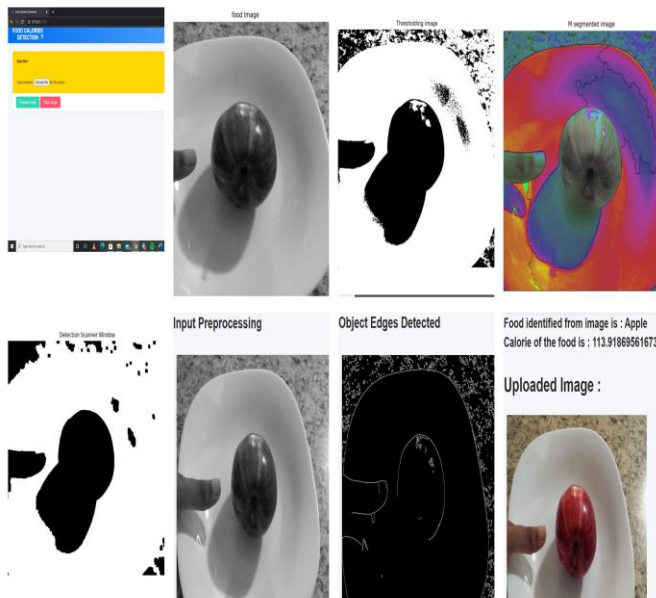 FOOD CALORIES
DETECTION
food Image
Thresholding image
M segmented image
Detection Scanner Window
Input Preprocessing
Object Edges Detected
Food identified from image is : Apple
Calorie of the food is : 113.91869561673
Uploaded Image :